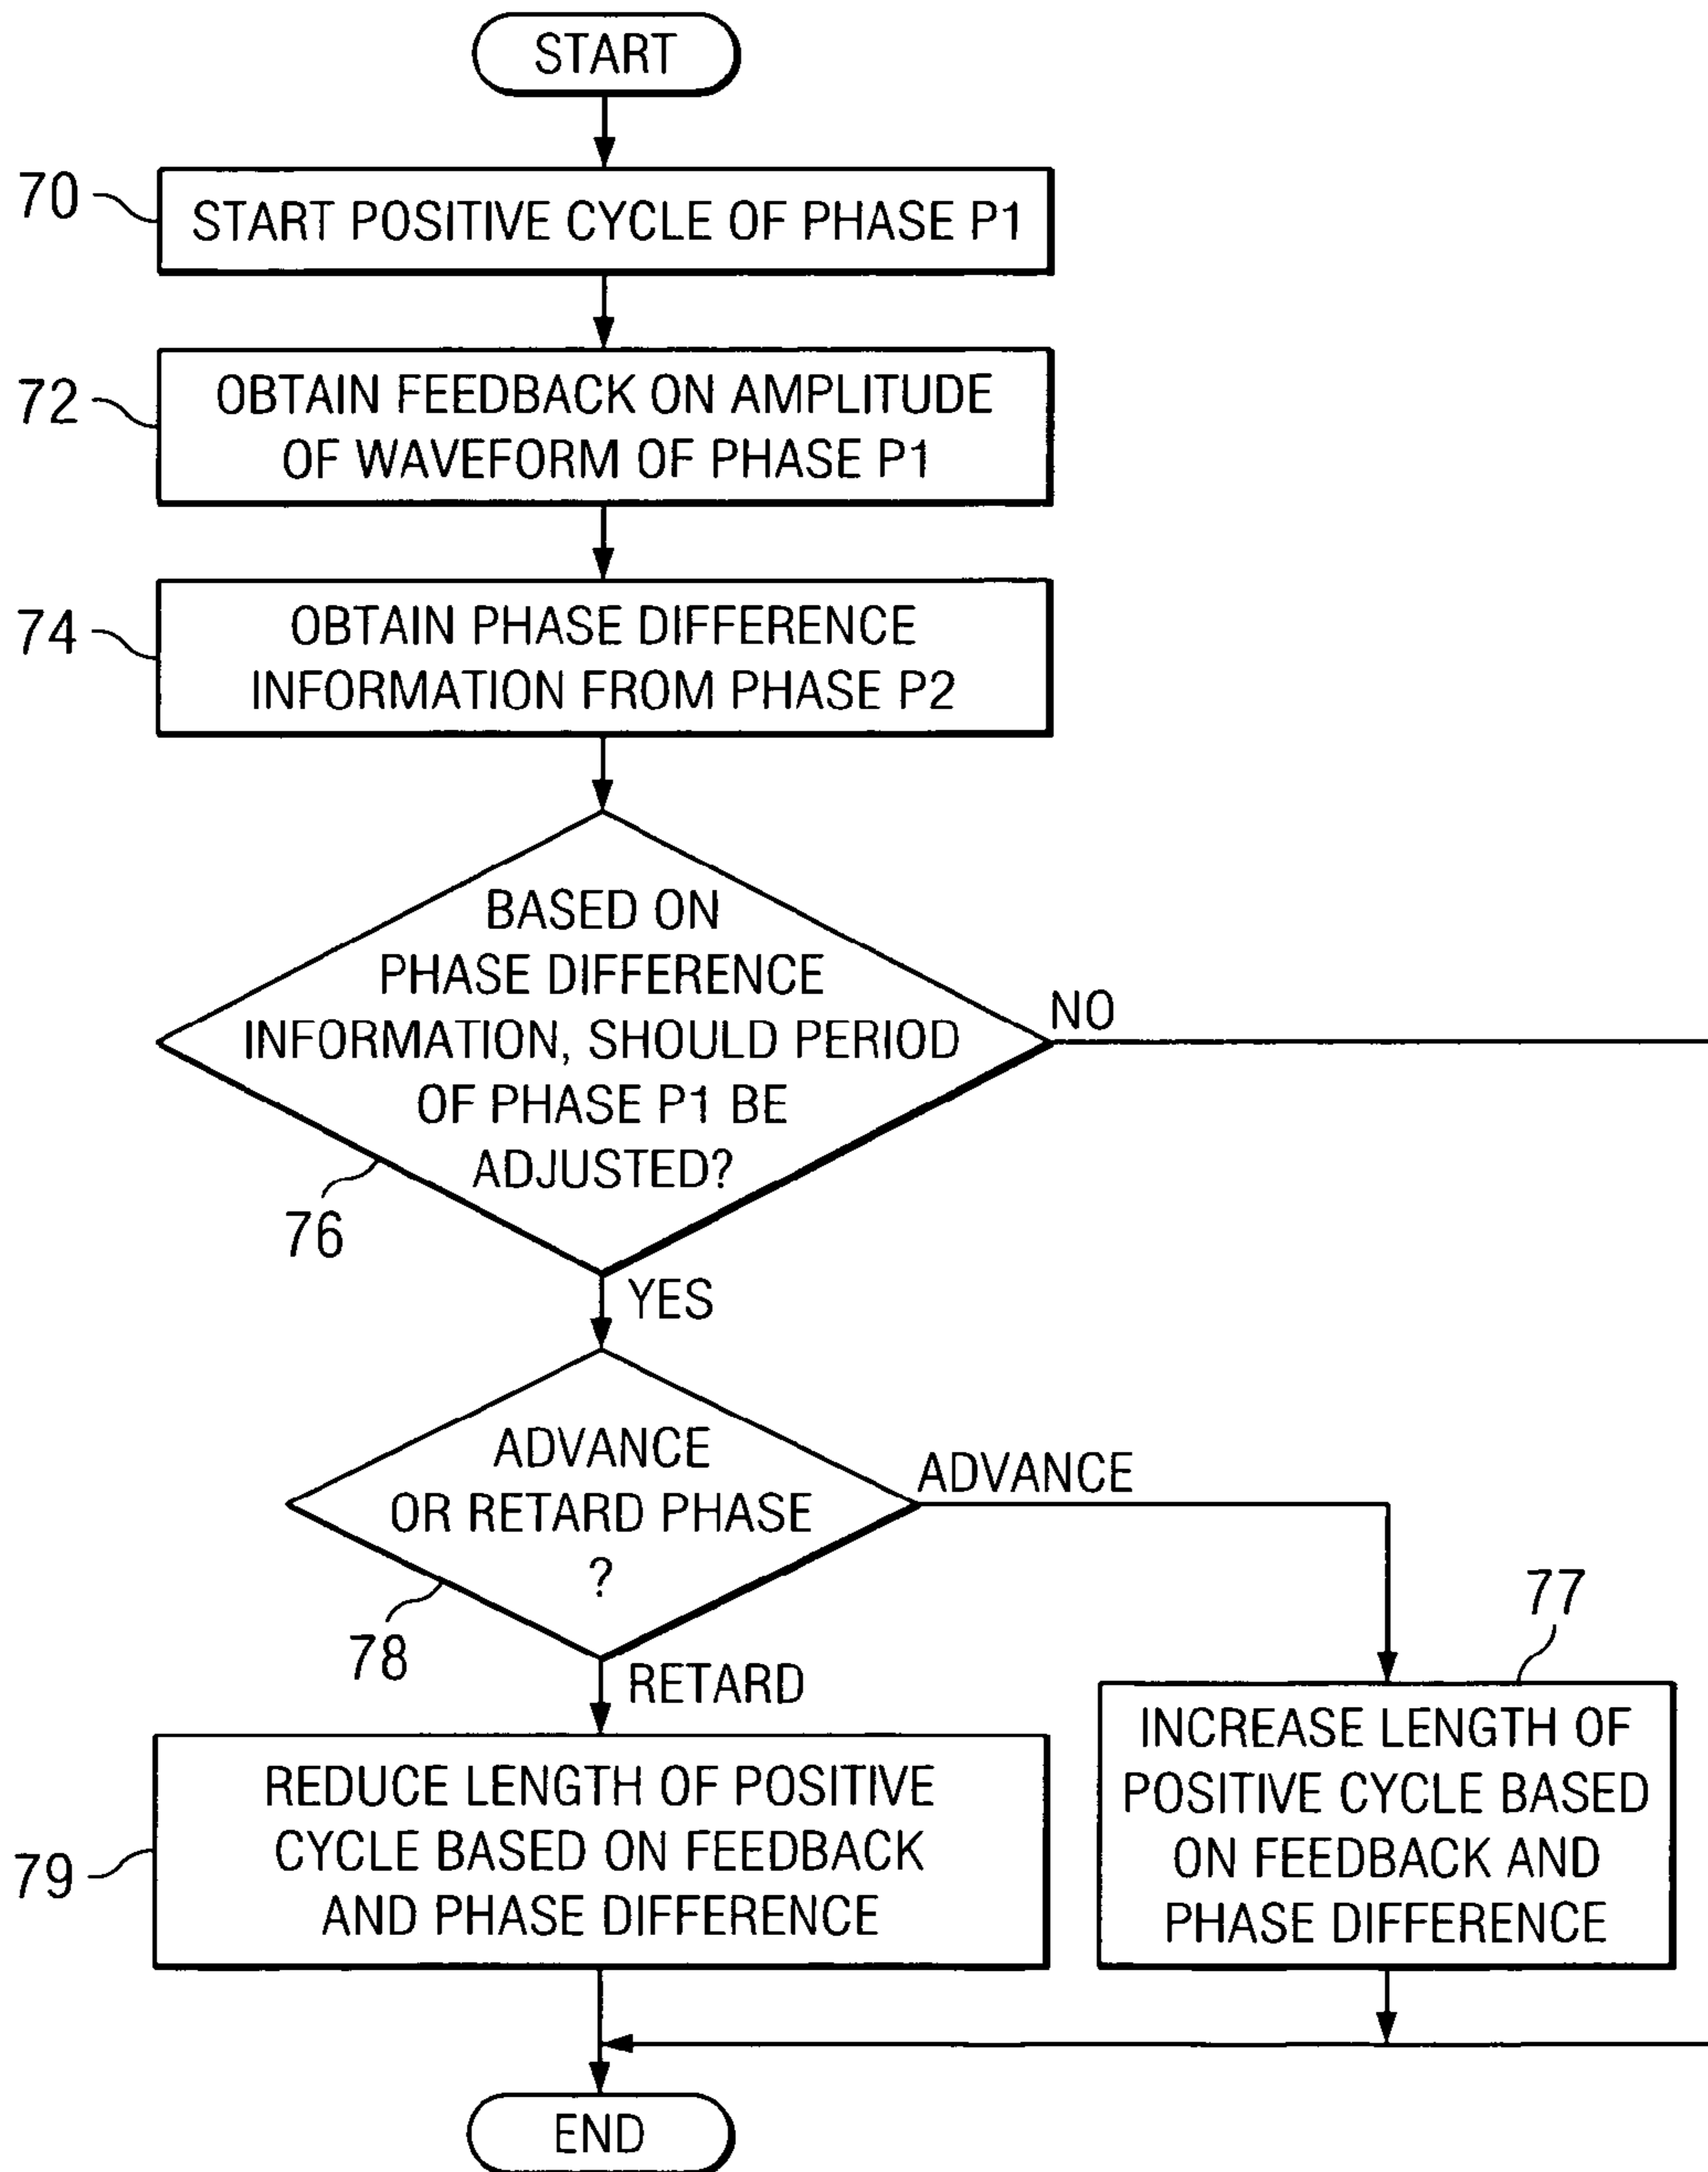 START
70
START POSITIVE CYCLE OF PHASE P1
72
OBTAIN FEEDBACK ON AMPLITUDE
OF WAVEFORM OF PHASE P1
74
OBTAIN PHASE DIFFERENCE
INFORMATION FROM PHASE P2
BASED ON
PHASE DIFFERENCE
INFORMATION, SHOULD PERIOD
OF PHASE P1 BE
ADJUSTED?
NO
76
YES
ADVANCE
OR RETARD PHASE
?
ADVANCE
78
RETARD
77
INCREASE LENGTH OF
POSITIVE CYCLE BASED
ON FEEDBACK AND
PHASE DIFFERENCE
79
REDUCE LENGTH OF POSITIVE
CYCLE BASED ON FEEDBACK
AND PHASE DIFFERENCE
END